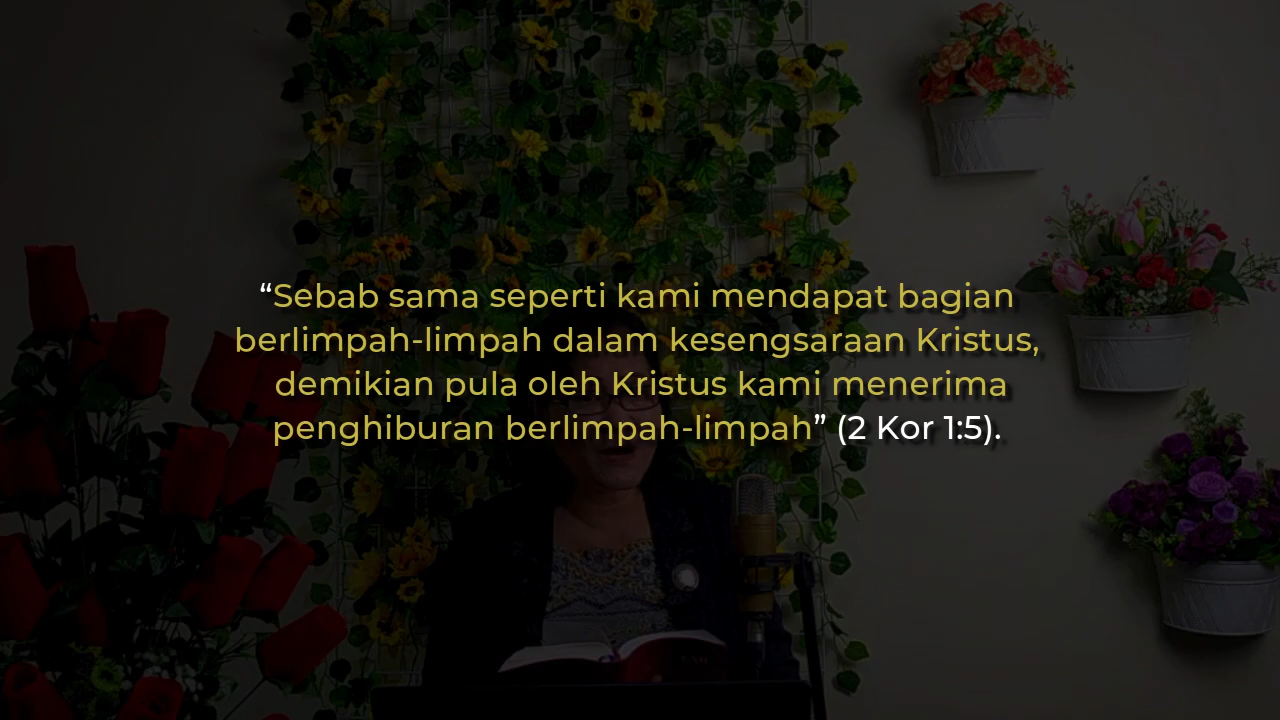 “Sebab sama seperti kami mendapat bagian
berlimpah-limpah dalam kesengsaraan Kristus,
demikian pula oleh Kristus kami menerima
penghiburan berlimpah-limpah” (2 Kor 1:5).